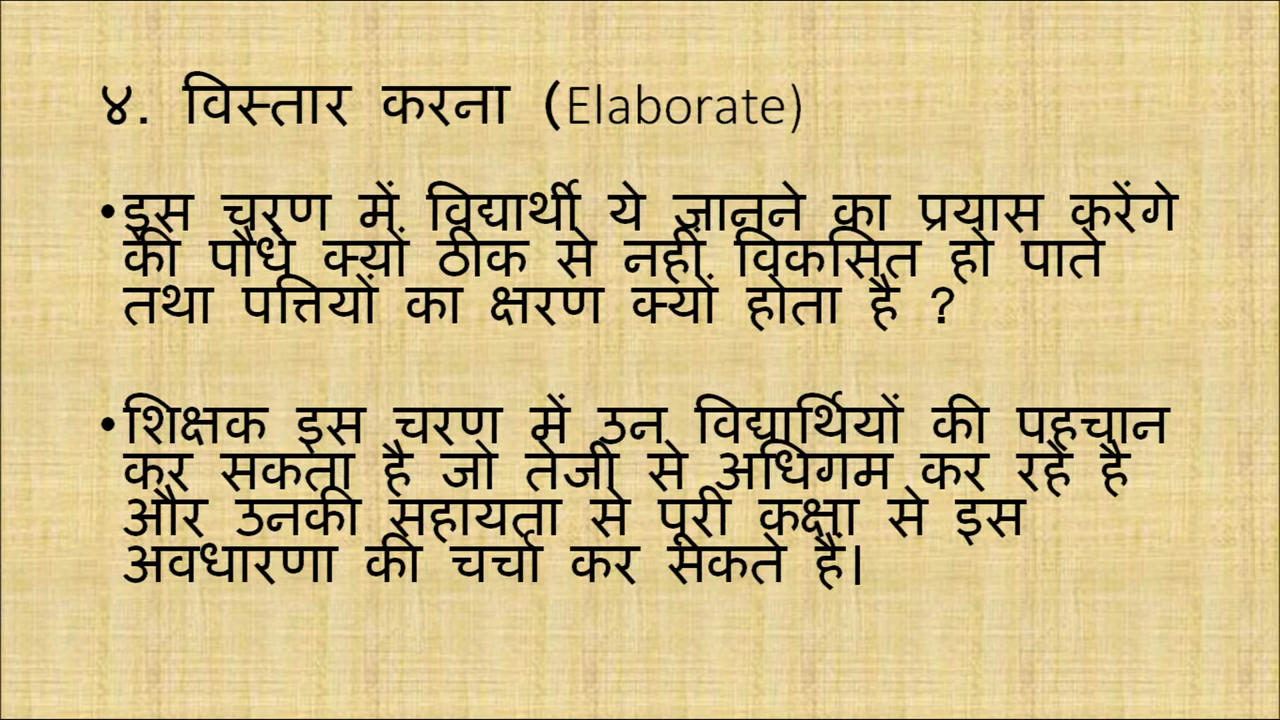 ४. विस्तार करना (Elaborate)
•इस चरण में विद्यार्थी ये जानने का प्रयास करेंगे
की पौधे क्यों ठीक से नहीं विकसित हो पाते
तथा पत्तियों का क्षरण क्यों होता है ?
•शिक्षक इस चरण में उन विद्यार्थियों की पहचान
कर सकता है जो तेजी से अधिगम कर रहे है
और उनकी सहायता से पूरी कक्षा से इस
अवधारणा की चर्चा कर सकते हैं।